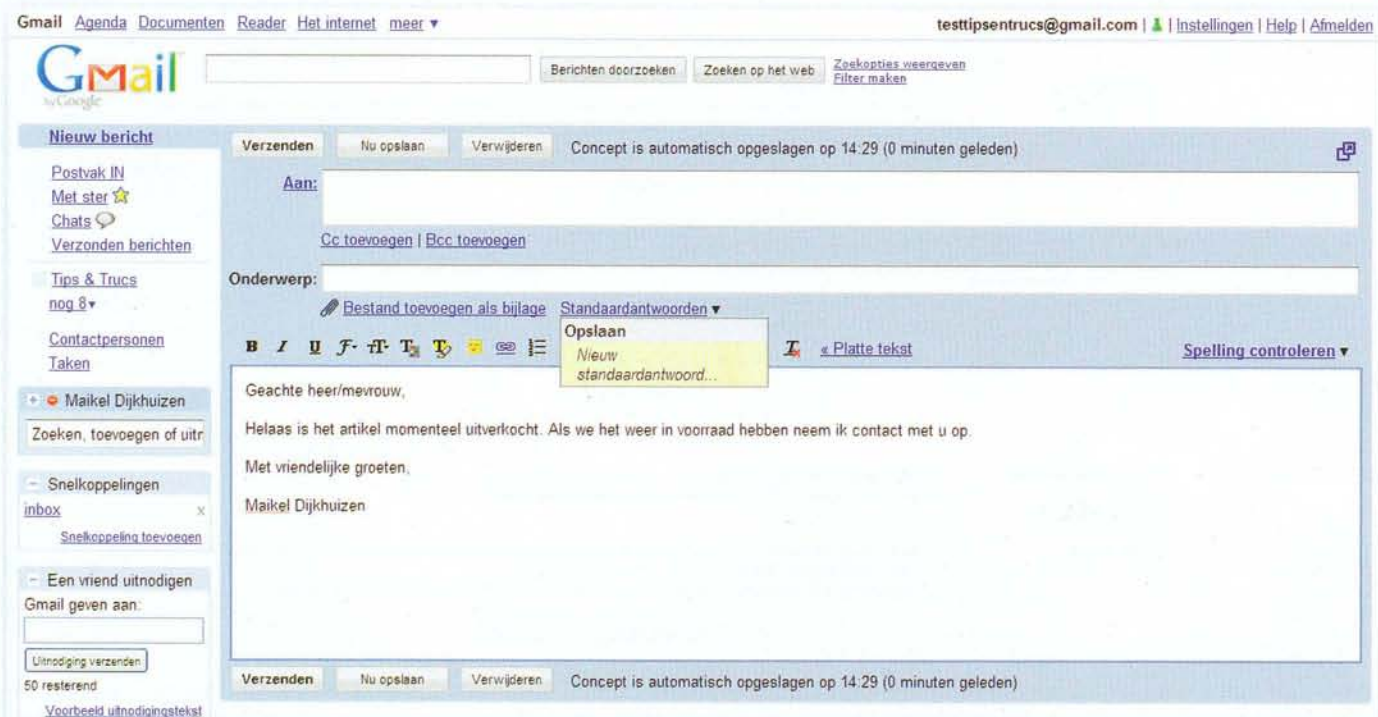 Gmail Agenda Documenten Reader Het internet meer ▼
testtipsentrucs@gmail.com | | Instellingen | Help | Afmelden
Gmail
by Google
Berichten doorzoeken
Zoeken op het web
Zoekopties weergeven
Filter maken
Nieuw bericht
Postvak IN
Met ster
Chats
Verzonden berichten
Tips & Trucs
nog 8▼
Contactpersonen
Taken
+ Maikel Dijkhuizen
Zoeken, toevoegen of uitr
- Snelkoppelingen
inbox x
Snelkoppeling toevoegen
- Een vriend uitnodigen
Gmail geven aan:
Uitnodiging verzenden
50 resterend
Voorbeeld uitnodigingstekst
Verzenden Nu opslaan Verwijderen Concept is automatisch opgeslagen op 14:29 (0 minuten geleden)
Aan:
Cc toevoegen | Bcc toevoegen
Onderwerp:
Bestand toevoegen als bijlage Standaardantwoorden ▼
Opslaan
Nieuw
standaardantwoord...
B I U « Platte tekst Spelling controleren ▼
Geachte heer/mevrouw,
Helaas is het artikel momenteel uitverkocht. Als we het weer in voorraad hebben neem ik contact met u op.
Met vriendelijke groeten,
Maikel Dijkhuizen
Verzenden Nu opslaan Verwijderen Concept is automatisch opgeslagen op 14:29 (0 minuten geleden)